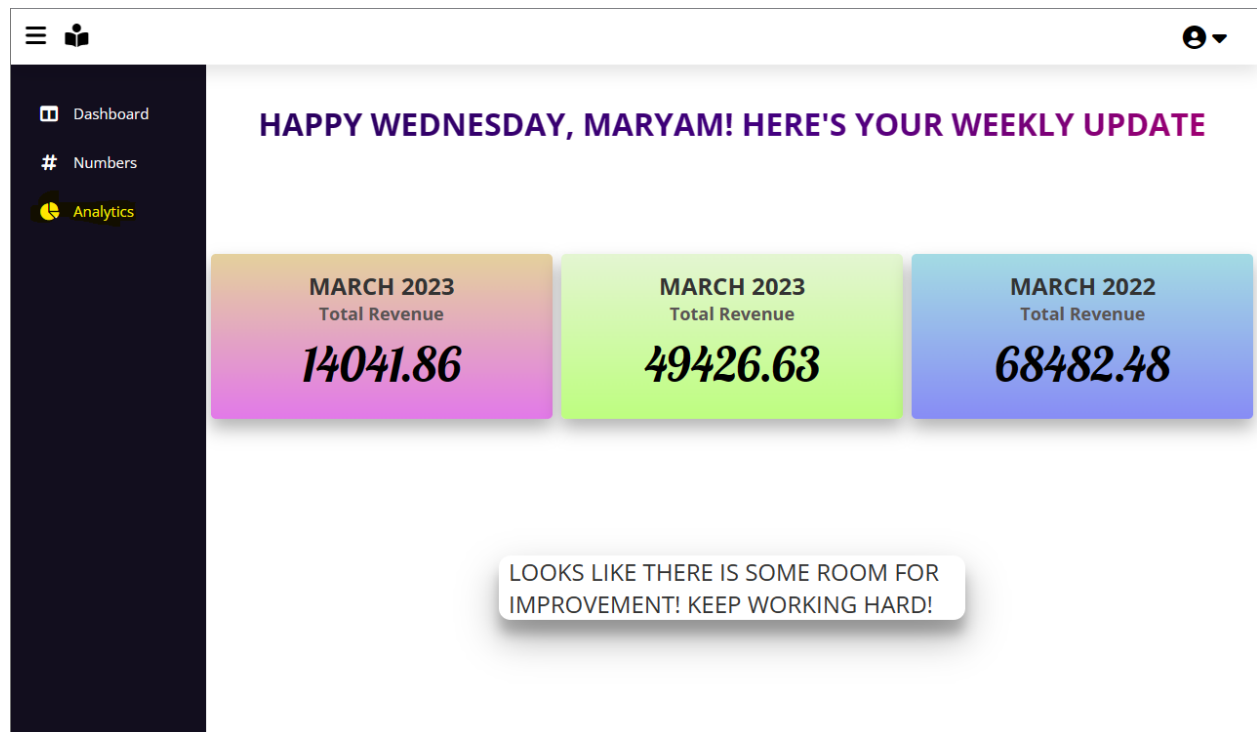 Dashboard
Numbers
Analytics
HAPPY WEDNESDAY, MARYAM! HERE'S YOUR WEEKLY UPDATE
MARCH 2023
Total Revenue
14041.86
MARCH 2023
Total Revenue
49426.63
MARCH 2022
Total Revenue
68482.48
LOOKS LIKE THERE IS SOME ROOM FOR
IMPROVEMENT! KEEP WORKING HARD!